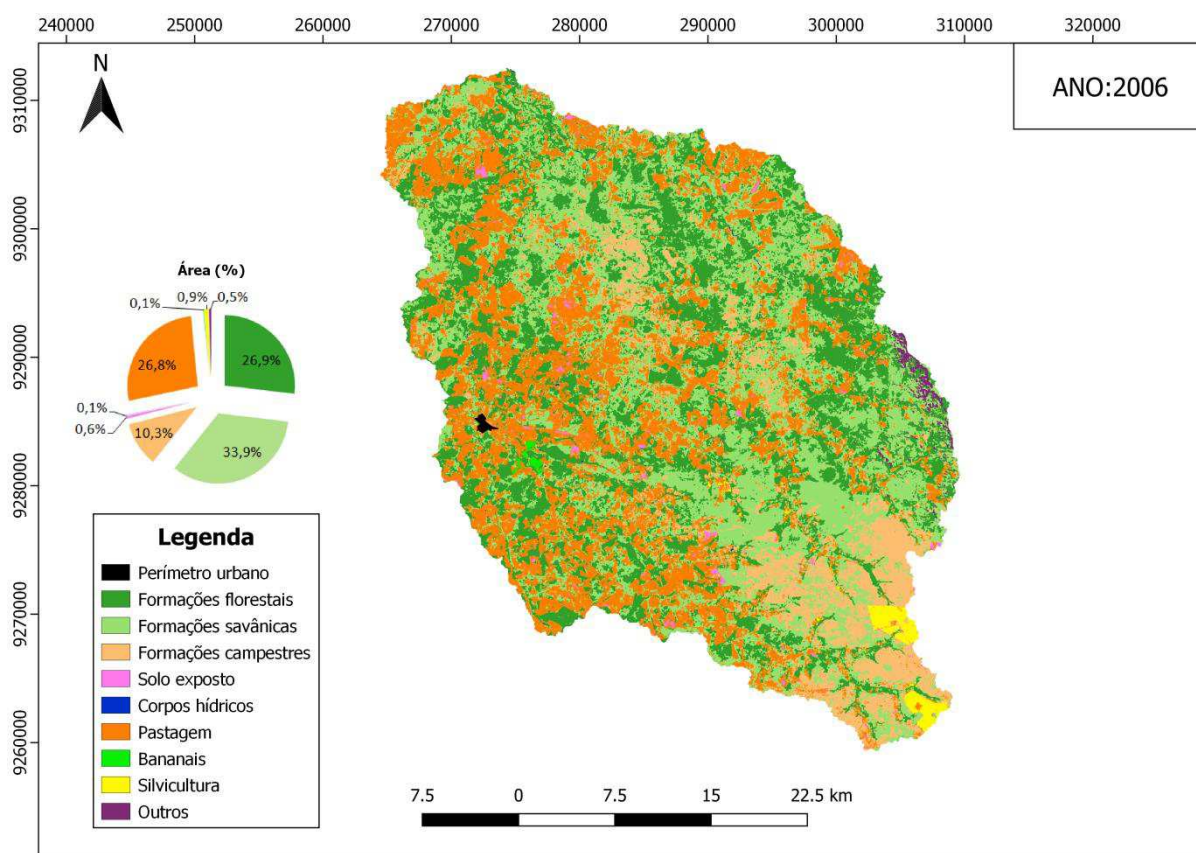 240000 250000 260000 270000 280000 290000 300000 310000 320000
N
ANO:2006
9310000
9300000
9290000
9280000
9270000
9260000
Área (%)
0,1% 0,9% 0,5%
26,8% 26,9%
0,1%
0,6% 10,3% 33,9%
Legenda
Perímetro urbano
Formações florestais
Formações savânicas
Formações campestres
Solo exposto
Corpos hídricos
Pastagem
Bananais
Silvicultura
Outros
7.5 0 7.5 15 22.5 km